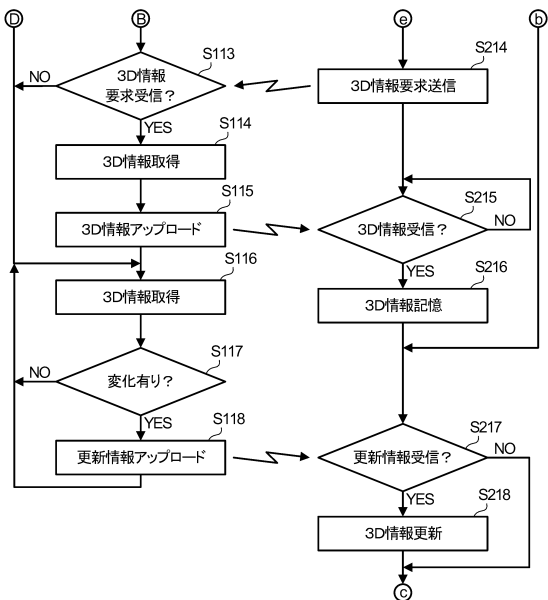 D
B
e
b
S113
3D情報
要求受信？
NO
YES
S214
3D情報要求送信
S114
3D情報取得
S115
3D情報アップロード
S215
3D情報受信？
NO
YES
S116
3D情報取得
S216
3D情報記憶
S117
変化有り？
NO
YES
S118
更新情報アップロード
S217
更新情報受信？
NO
YES
S218
3D情報更新
c